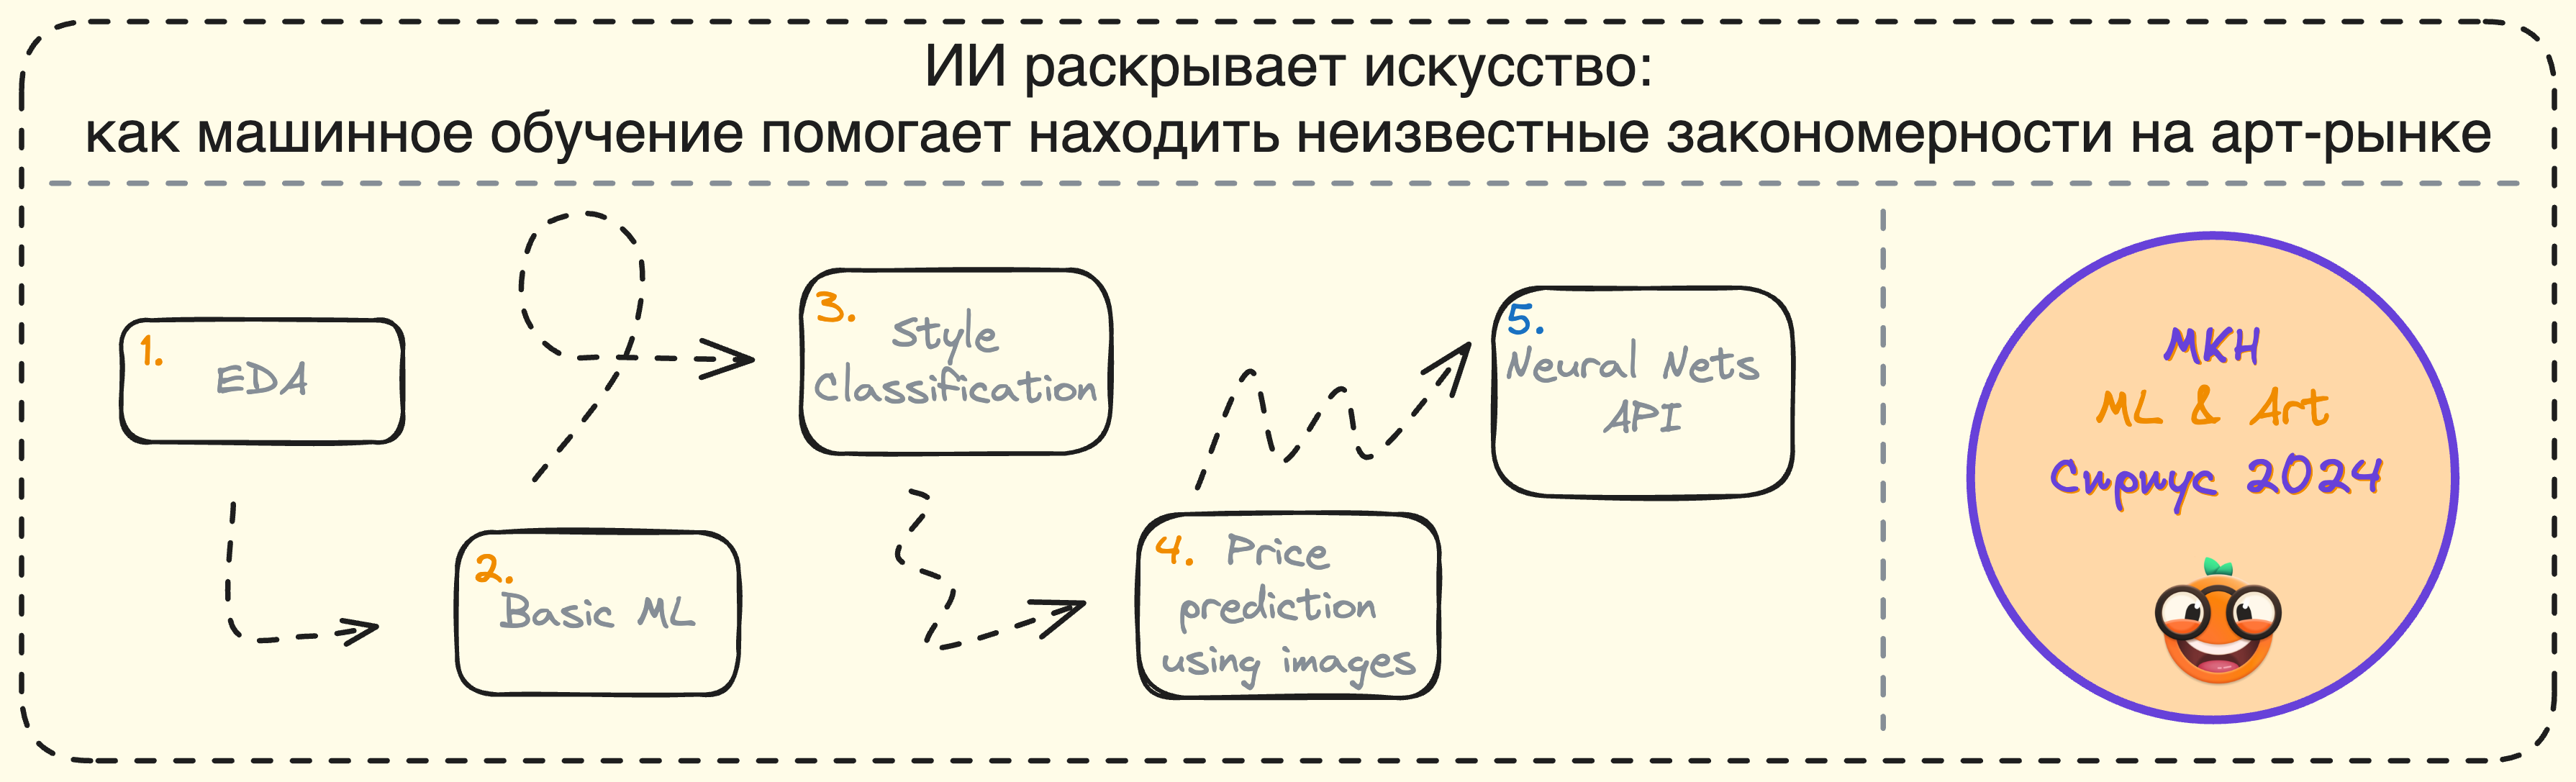 ИИ раскрывает искусство:
как машинное обучение помогает находить неизвестные закономерности на арт-рынке
1.
EDA
2.
Basic ML
3.
Style
Classification
4. Price
prediction
using images
5.
Neural Nets
API
МКН
ML & Art
Сириус 2024